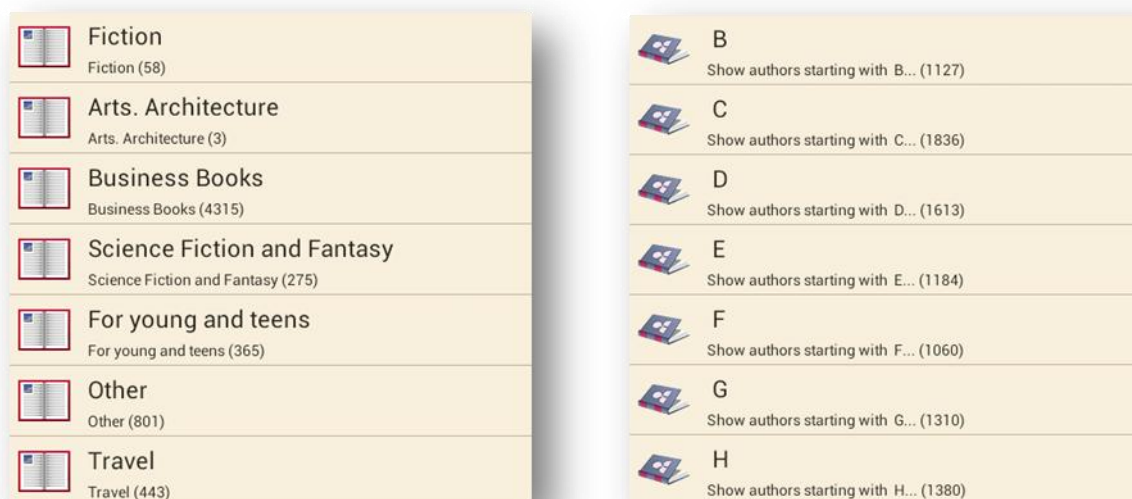 Fiction
Fiction (58)
Arts. Architecture
Arts. Architecture (3)
Business Books
Business Books (4315)
Science Fiction and Fantasy
Science Fiction and Fantasy (275)
For young and teens
For young and teens (365)
Other
Other (801)
Travel
Travel (443)
B
Show authors starting with B... (1127)
C
Show authors starting with C... (1836)
D
Show authors starting with D... (1613)
E
Show authors starting with E... (1184)
F
Show authors starting with F... (1060)
G
Show authors starting with G... (1310)
H
Show authors starting with H... (1380)